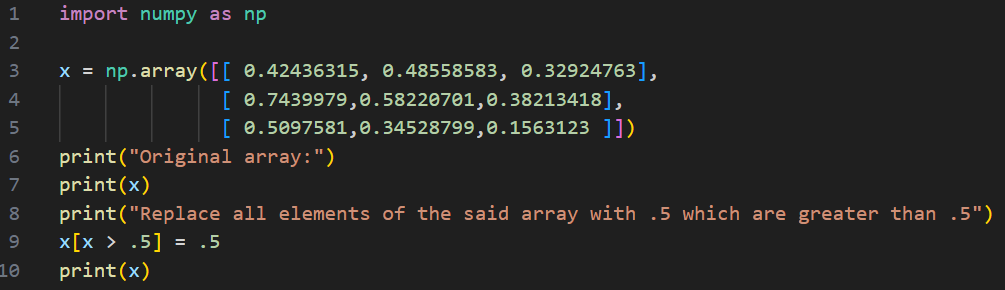 1 import numpy as np
2
3 x = np.array([[ 0.42436315, 0.48558583, 0.32924763],
4 [ 0.7439979,0.58220701,0.38213418],
5 [ 0.5097581,0.34528799,0.1563123 ]])
6 print("Original array:")
7 print(x)
8 print("Replace all elements of the said array with .5 which are greater than .5")
9 x[x > .5] = .5
10 print(x)